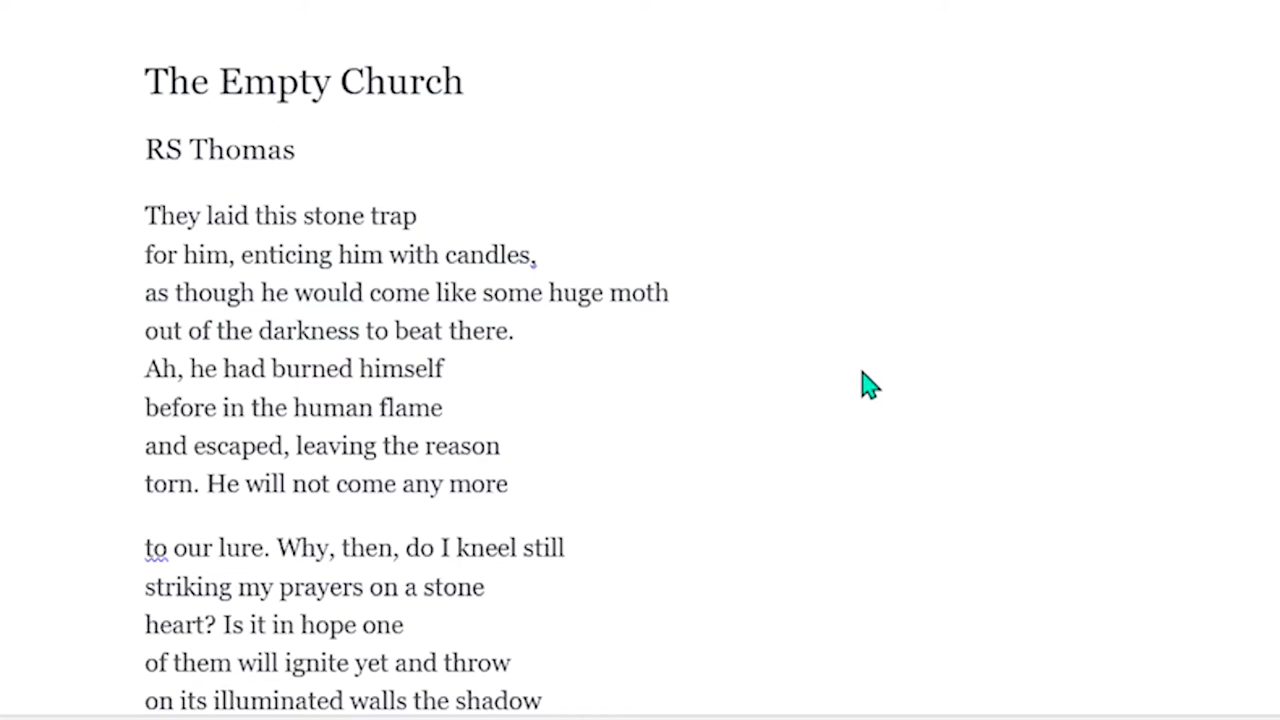 The Empty Church
RS Thomas
They laid this stone trap
for him, enticing him with candles,
as though he would come like some huge moth
out of the darkness to beat there.
Ah, he had burned himself
before in the human flame
and escaped, leaving the reason
torn. He will not come any more
to our lure. Why, then, do I kneel still
striking my prayers on a stone
heart? Is it in hope one
of them will ignite yet and throw
on its illuminated walls the shadow